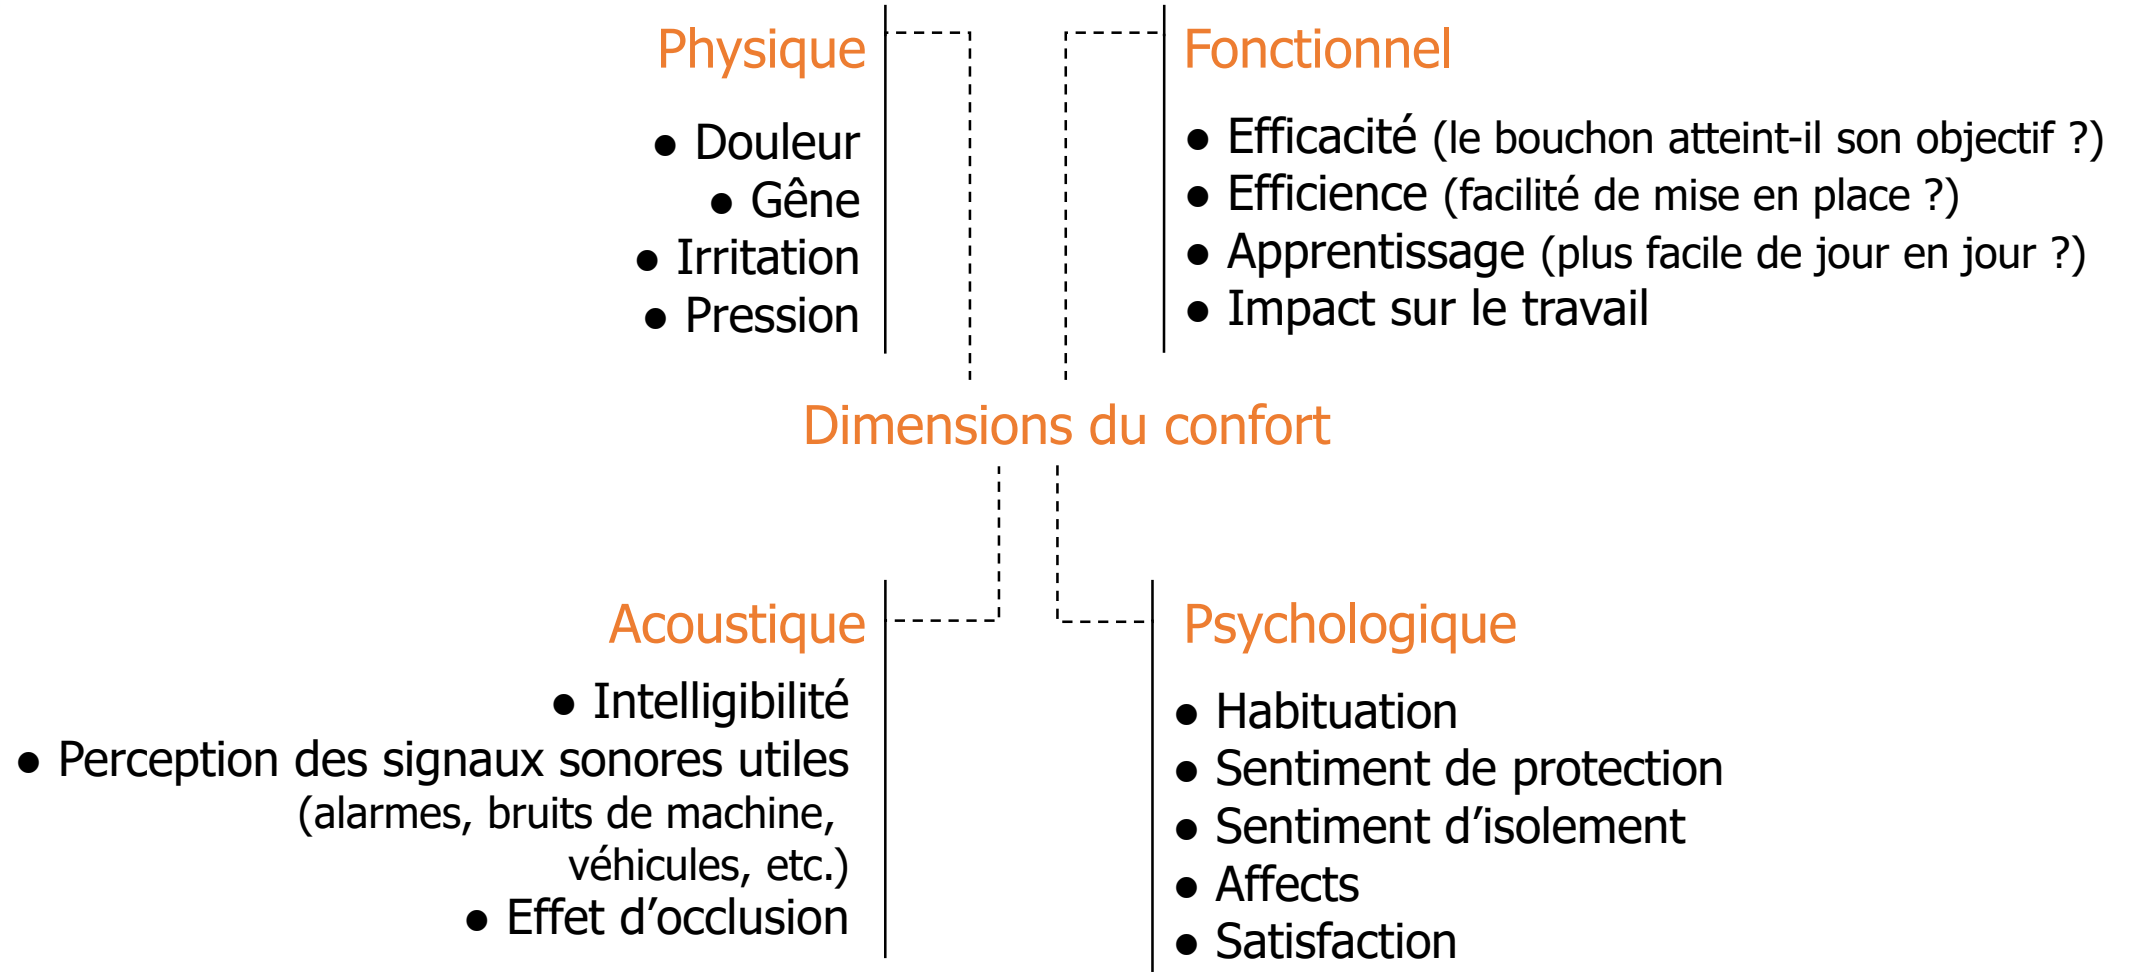 Physique
● Douleur
● Gêne
● Irritation
● Pression
Fonctionnel
● Efficacité (le bouchon atteint-il son objectif ?)
● Efficience (facilité de mise en place ?)
● Apprentissage (plus facile de jour en jour ?)
● Impact sur le travail
Dimensions du confort
Acoustique
● Intelligibilité
● Perception des signaux sonores utiles
(alarmes, bruits de machine,
véhicules, etc.)
● Effet d’occlusion
Psychologique
● Habituation
● Sentiment de protection
● Sentiment d’isolement
● Affects
● Satisfaction